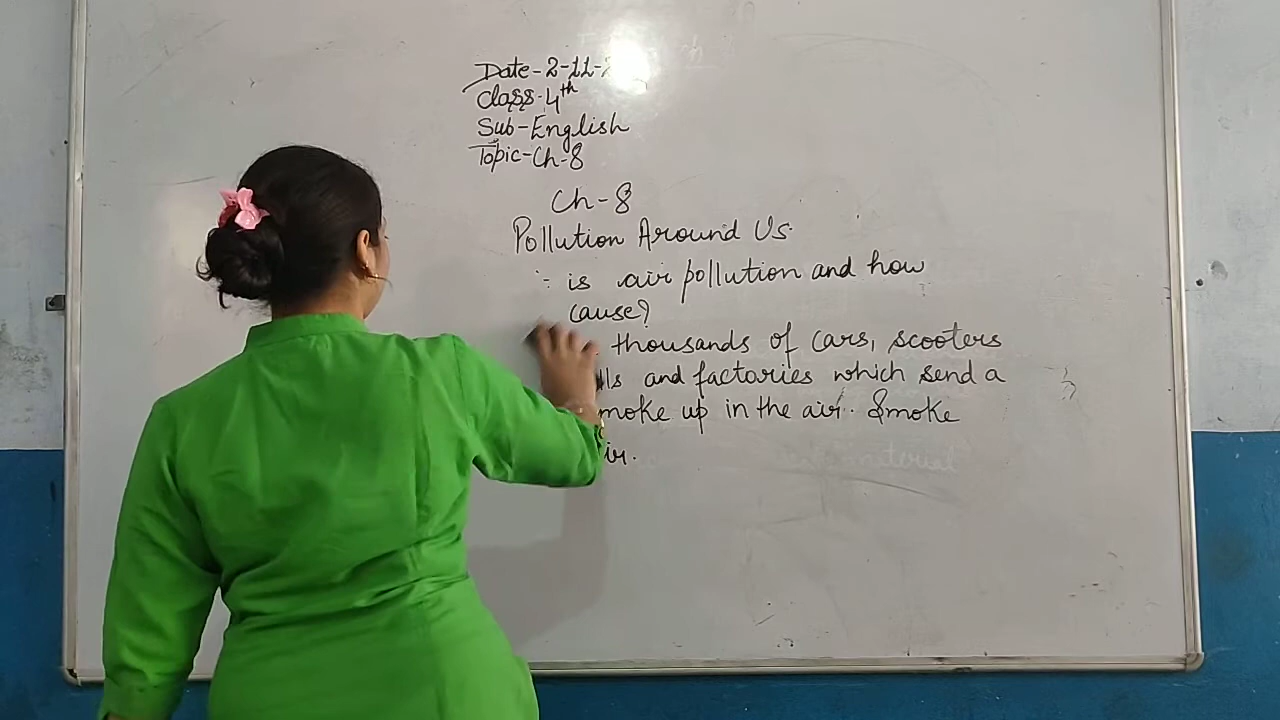 Date-2-11-
Class-4th
Sub-English
Topic-Ch-8
Ch-8
Pollution Around Us.
is air pollution and how
cause?
thousands of cars, scooters
and factories which send a
up in the air. Smoke
material